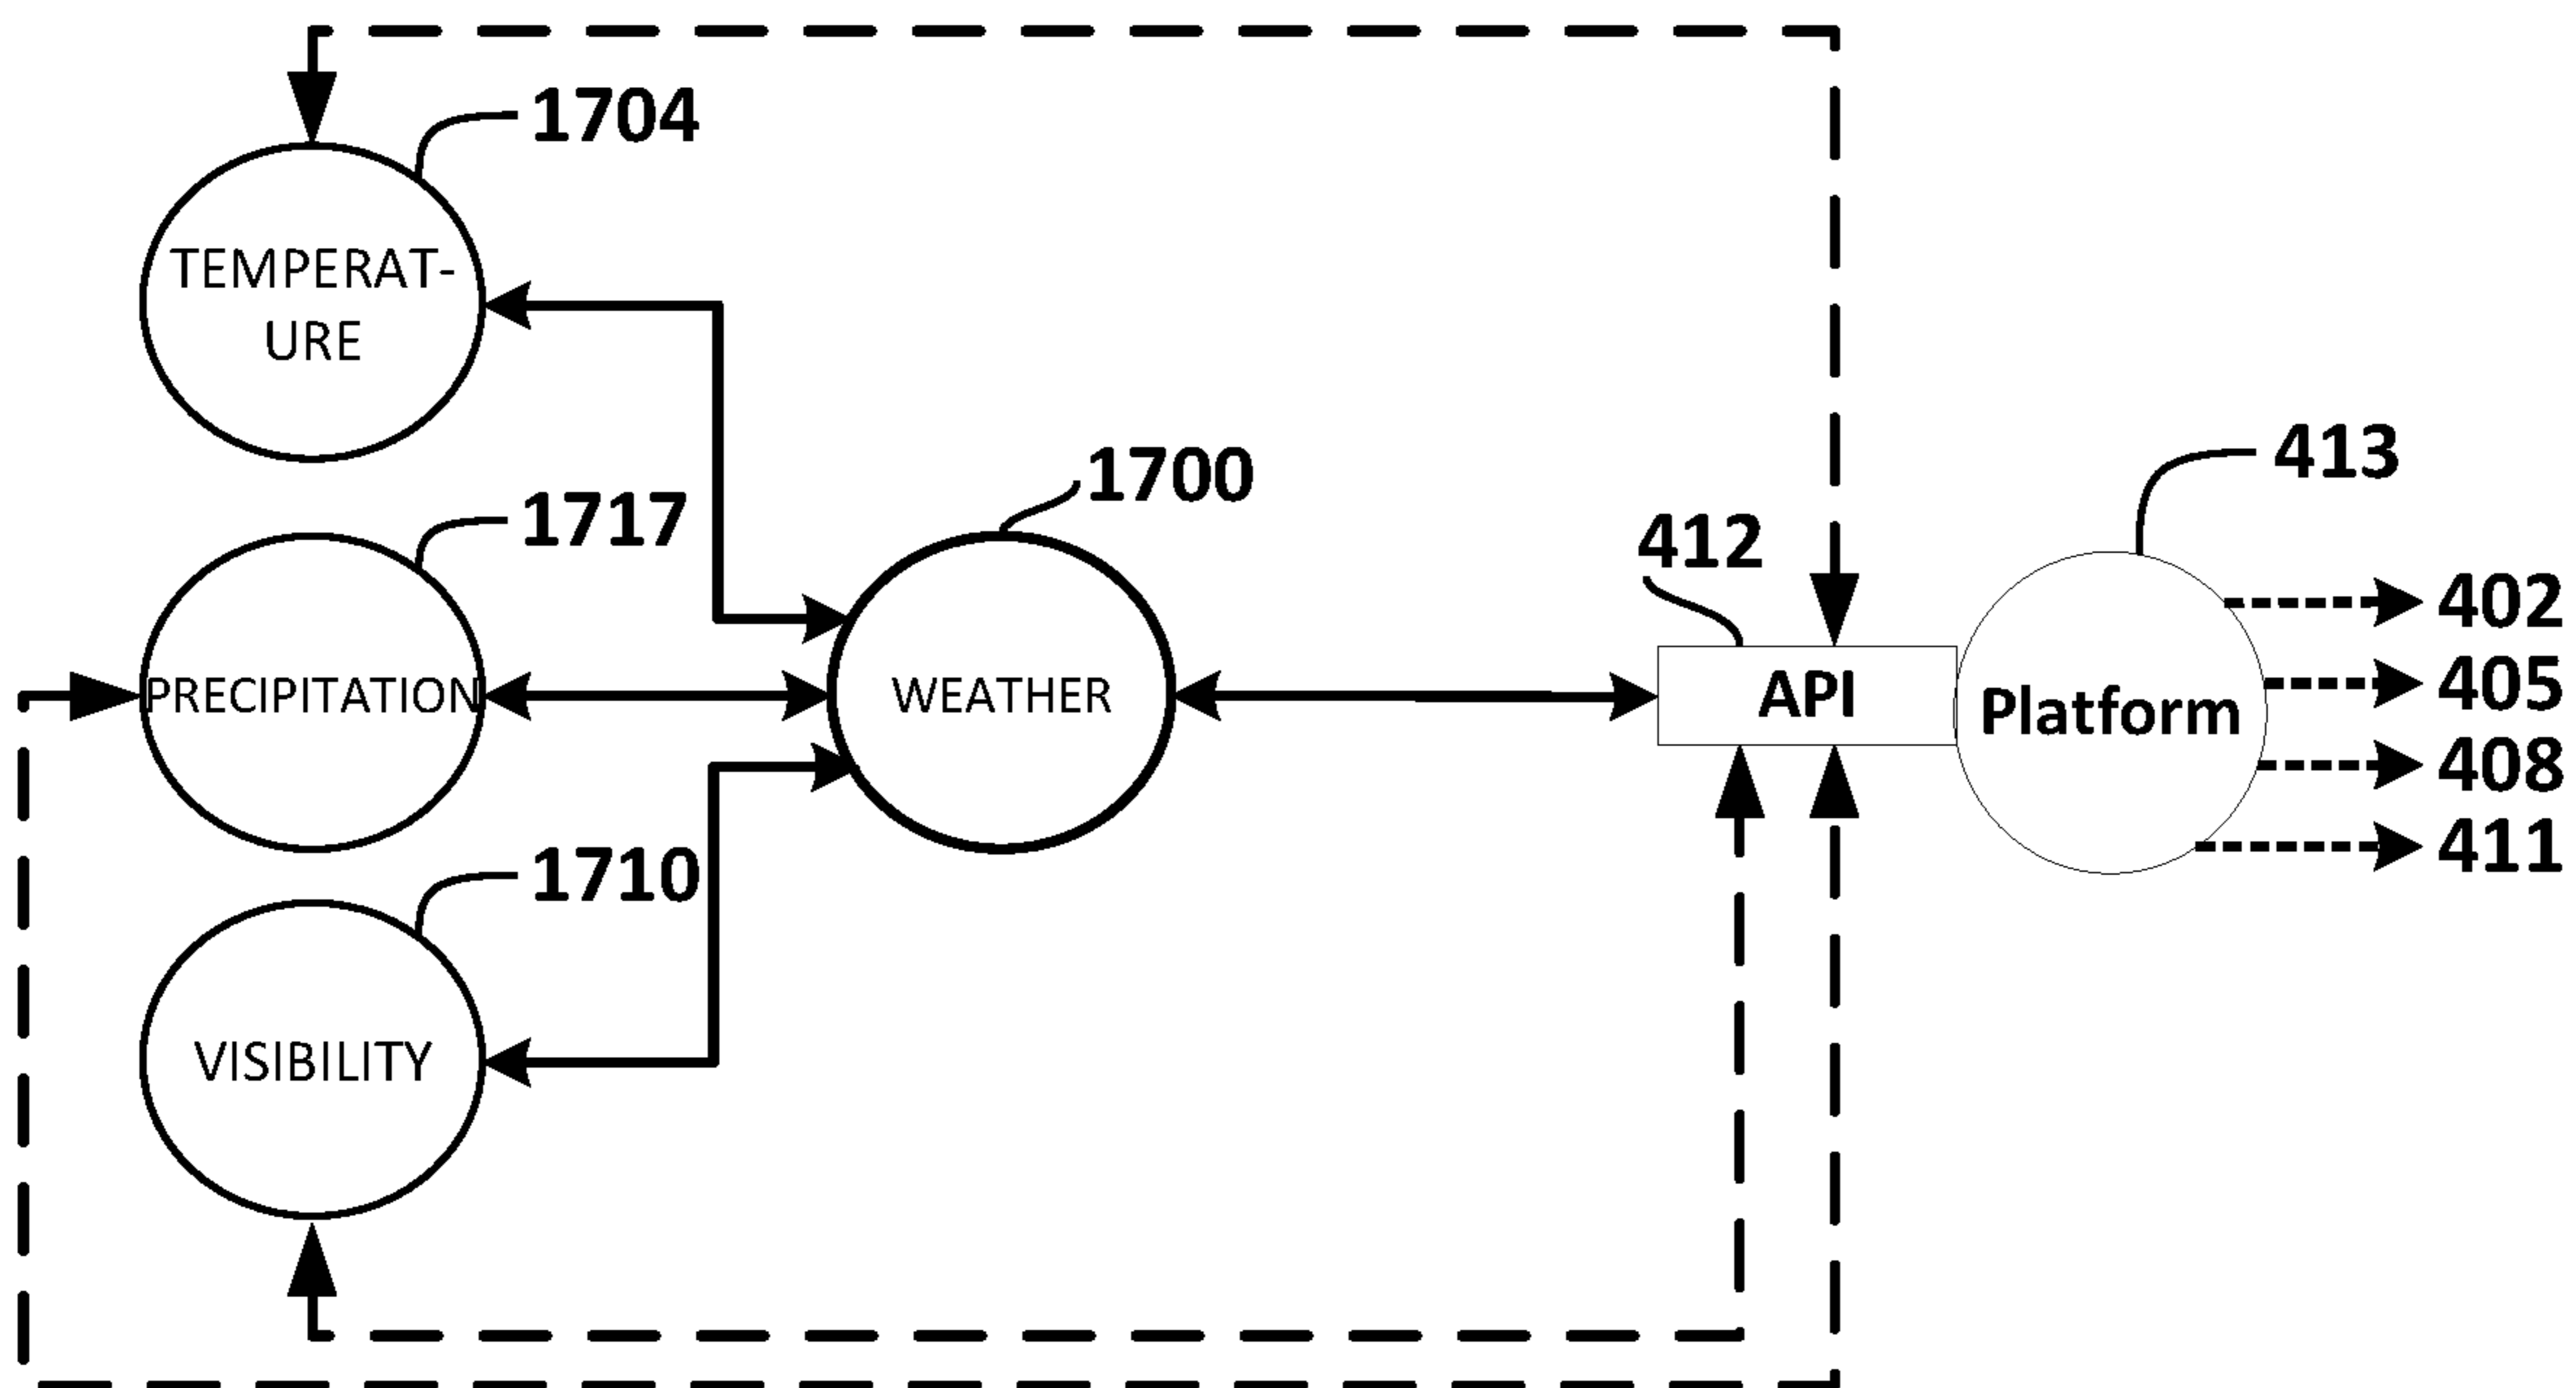 1704
TEMPERAT-
URE
1717
PRECIPITATION
1710
VISIBILITY
1700
WEATHER
412
API
413
Platform
402
405
408
411